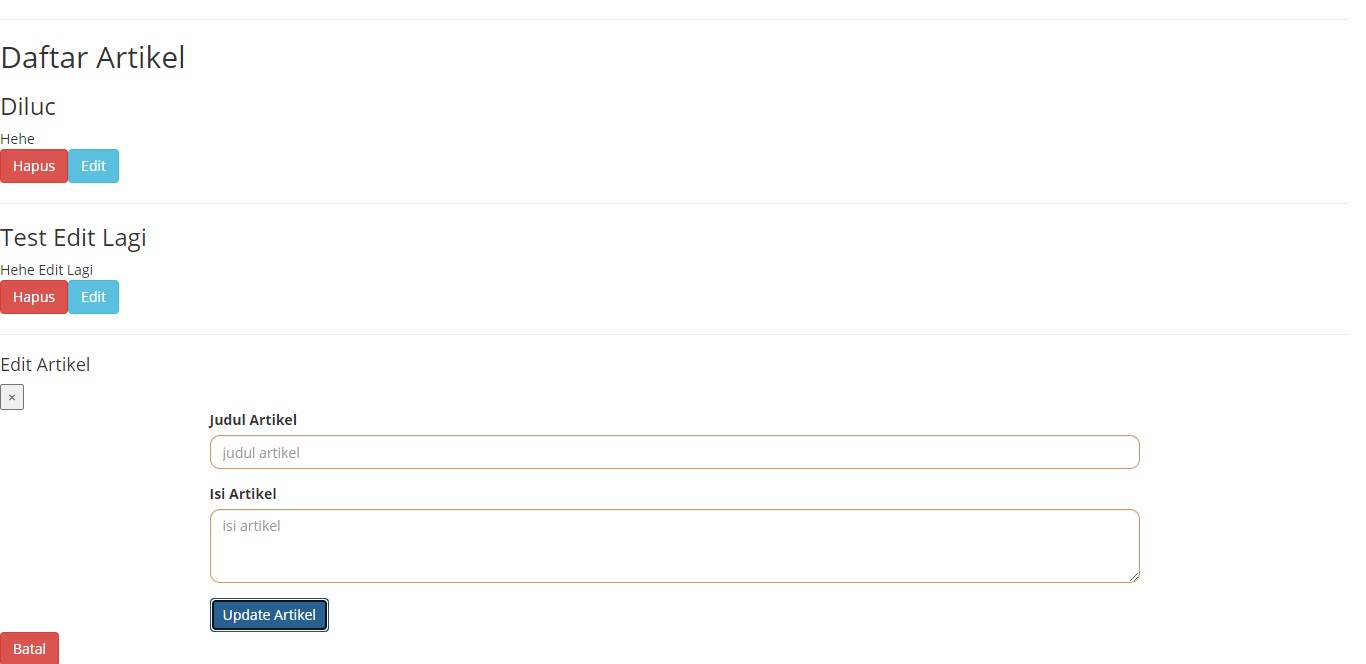 Daftar Artikel
Diluc
Hehe
Hapus Edit
Test Edit Lagi
Hehe Edit Lagi
Hapus Edit
Edit Artikel
×
Judul Artikel
judul artikel
Isi Artikel
isi artikel
Update Artikel
Batal